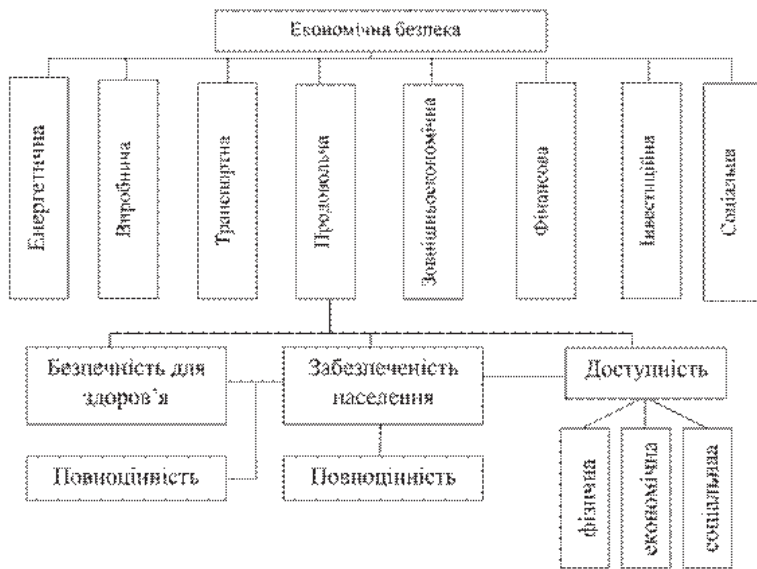 Економічна безпека
Енергетична
Виробнича
Транспортна
Продовольча
Зовнішньоекономічна
Фінансова
Інвестиційна
Соціальна
Безпечність для
здоров'я
Забезпеченість
населення
Доступність
Повноцінність
Повноцінність
фізична
економічна
соціальна